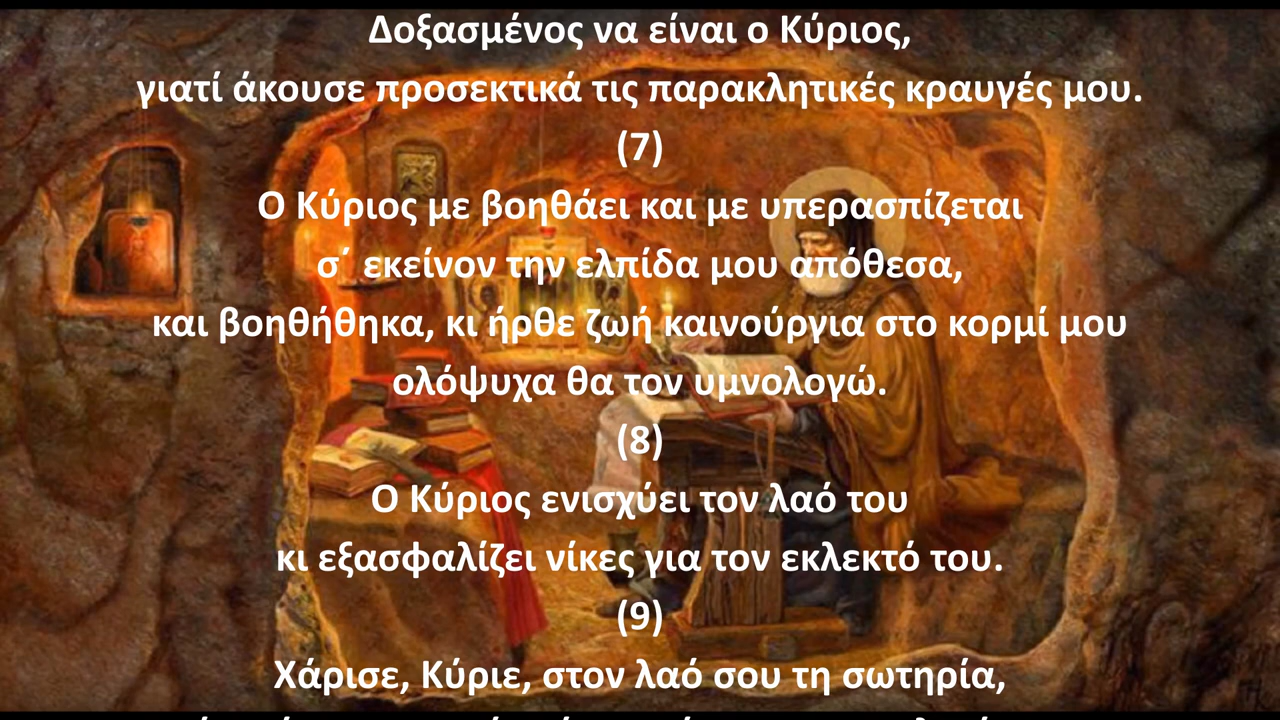 Δοξασμένος να είναι ο Κύριος,
γιατί άκουσε προσεκτικά τις παρακλητικές κραυγές μου.
(7)
Ο Κύριος με βοηθάει και με υπερασπίζεται
σ΄ εκείνον την ελπίδα μου απόθεσα,
και βοηθήθηκα, κι ήρθε ζωή καινούργια στο κορμί μου
ολόψυχα θα τον υμνολογώ.
(8)
Ο Κύριος ενισχύει τον λαό του
κι εξασφαλίζει νίκες για τον εκλεκτό του.
(9)
Χάρισε, Κύριε, στον λαό σου τη σωτηρία,